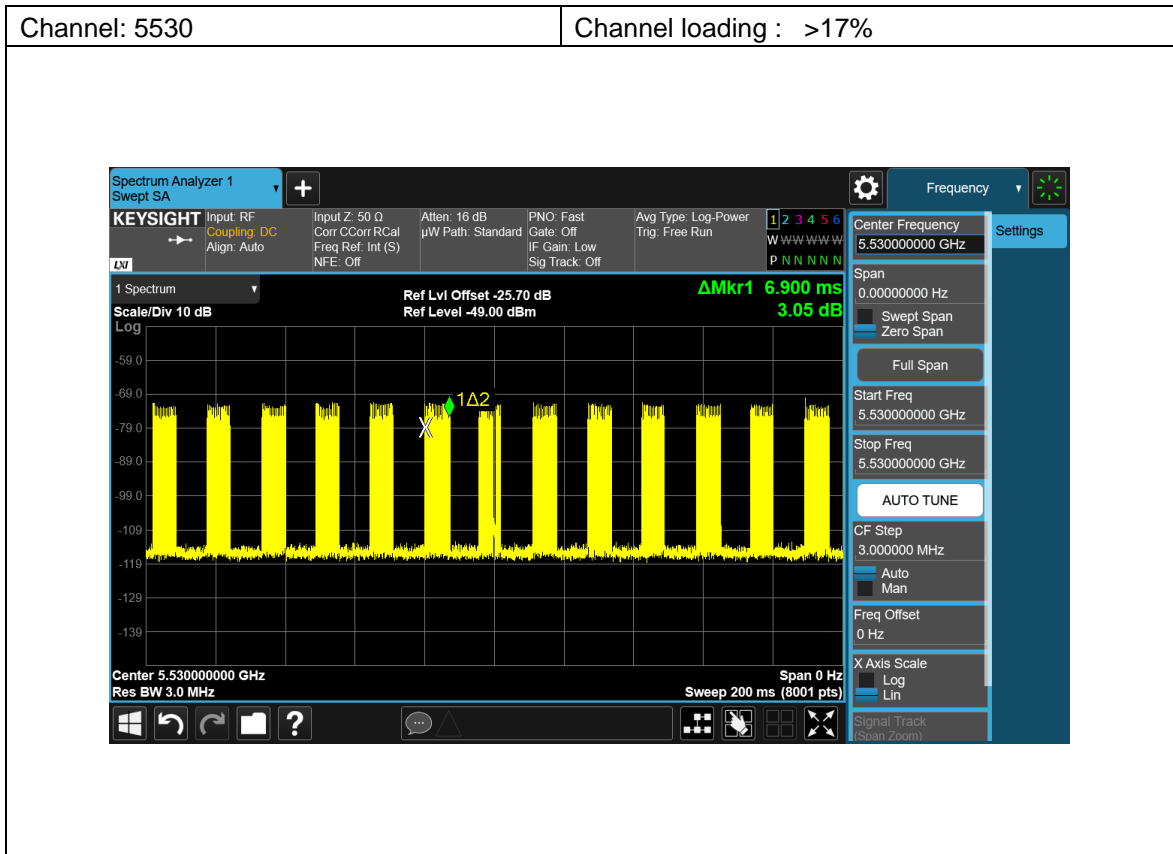 Channel: 5530
Channel loading : >17%
Spectrum Analyzer 1
Swept SA
Frequency
KEYSIGHT
LXI
Input: RF
Coupling: DC
Align: Auto
Input Z: 50 Ω
Corr CCorr RCal
Freq Ref: Int (S)
NFE: Off
Atten: 16 dB
µW Path: Standard
PNO: Fast
Gate: Off
IF Gain: Low
Sig Track: Off
Avg Type: Log-Power
Trig: Free Run
1 2 3 4 5 6
W W W W W W
P N N N N N
1 Spectrum
Scale/Div 10 dB
Log
Ref Lvl Offset -25.70 dB
Ref Level -49.00 dBm
ΔMkr1 6.900 ms
3.05 dB
-59.0
-69.0
-79.0
-89.0
-99.0
-109
-119
-129
-139
1Δ2
X
Center 5.530000000 GHz
Res BW 3.0 MHz
Span 0 Hz
Sweep 200 ms (8001 pts)
Center Frequency
5.530000000 GHz
Settings
Span
0.00000000 Hz
Swept Span
Zero Span
Full Span
Start Freq
5.530000000 GHz
Stop Freq
5.530000000 GHz
AUTO TUNE
CF Step
3.000000 MHz
Auto
Man
Freq Offset
0 Hz
X Axis Scale
Log
Lin
Signal Track
(Span Zoom)
?